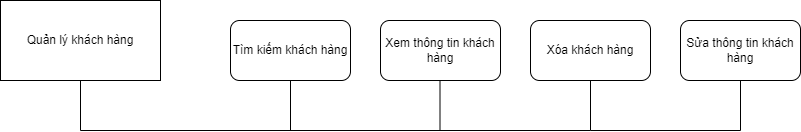 Quản lý khách hàng
Tìm kiếm khách hàng
Xem thông tin khách
hàng
Xóa khách hàng
Sửa thông tin khách
hàng